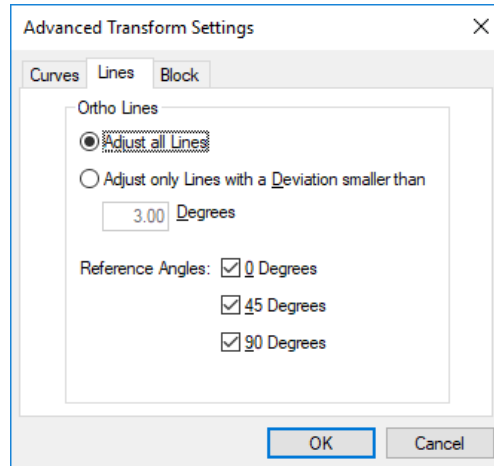 Advanced Transform Settings
Curves Lines Block
Ortho Lines
Adjust all Lines
Adjust only Lines with a Deviation smaller than
3.00 Degrees
Reference Angles: 0 Degrees
45 Degrees
90 Degrees
OK Cancel